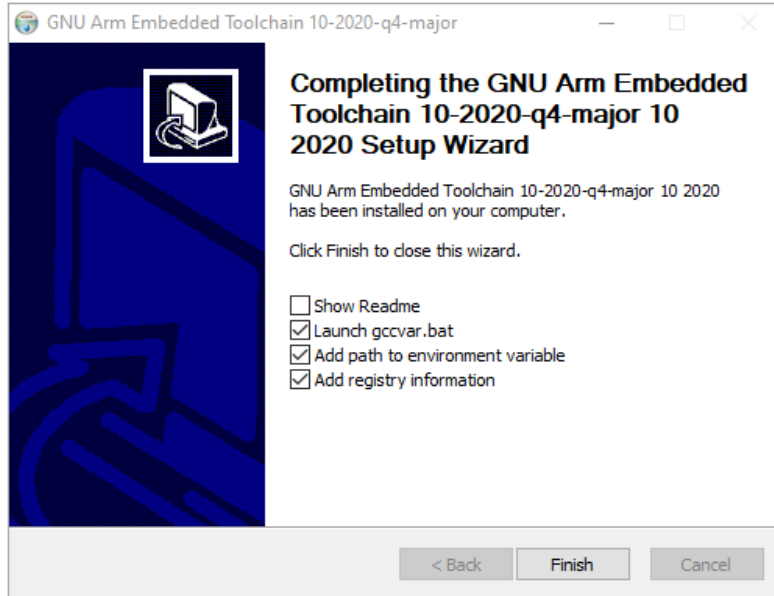 GNU Arm Embedded Toolchain 10-2020-q4-major
Completing the GNU Arm Embedded
Toolchain 10-2020-q4-major 10
2020 Setup Wizard
GNU Arm Embedded Toolchain 10-2020-q4-major 10 2020
has been installed on your computer.
Click Finish to close this wizard.
Show Readme
Launch gccvar.bat
Add path to environment variable
Add registry information
< Back
Finish
Cancel